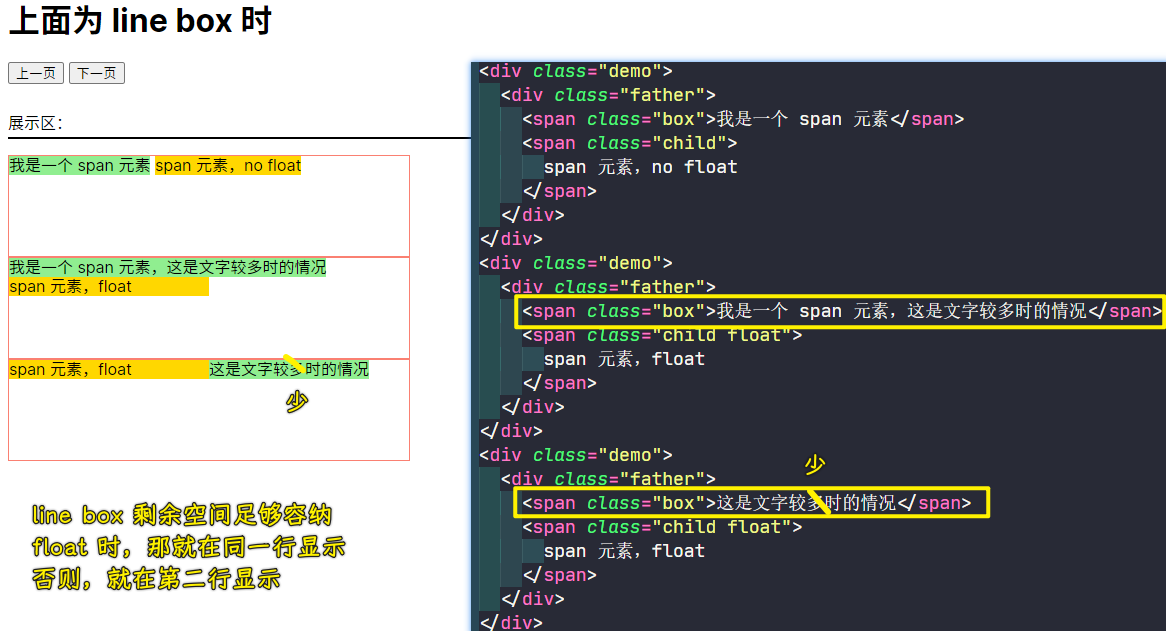 上面为 line box 时
上一页 下一页
展示区：
我是一个 span 元素 span 元素，no float
我是一个 span 元素，这是文字较多时的情况
span 元素，float
span 元素，float 这是文字较多时的情况
少
line box 剩余空间足够容纳
float 时，那就在同一行显示
否则，就在第二行显示
<div class="demo">
<div class="father">
<span class="box">我是一个 span 元素</span>
<span class="child">
span 元素，no float
</span>
</div>
</div>
<div class="demo">
<div class="father">
<span class="box">我是一个 span 元素，这是文字较多时的情况</span>
<span class="child float">
span 元素，float
</span>
</div>
</div>
<div class="demo">
少
<div class="father">
<span class="box">这是文字较多时的情况</span>
<span class="child float">
span 元素，float
</span>
</div>
</div>